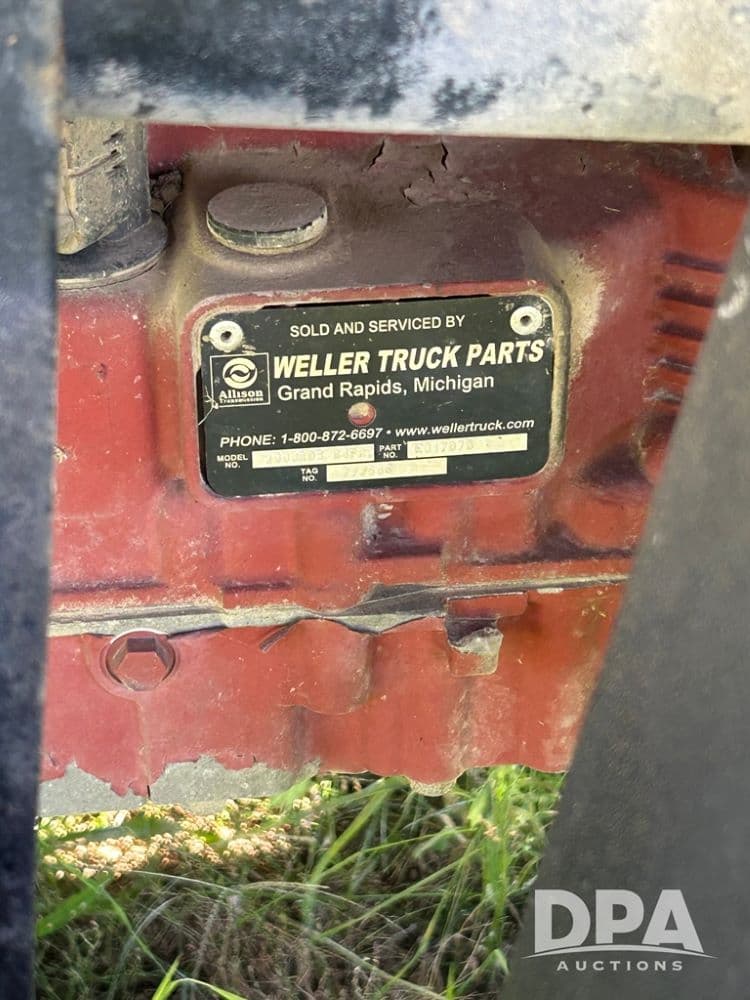 SOLD AND SERVICED BY
WELLER TRUCK PARTS
Allison
TRANSMISSION
Grand Rapids, Michigan
PHONE: 1-800-872-6697 • www.wellertruck.com
MODEL NO. PART NO.
TAG NO.
DPA
AUCTIONS